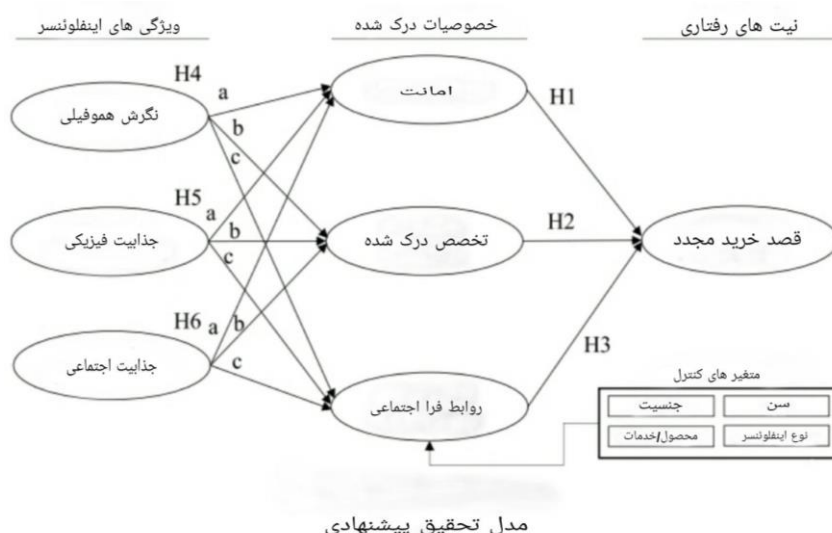 ویژگی های اینفلوئنسر
خصوصیات درک شده
نیت های رفتاری
H4
نگرش هموفیلی
a
b
c
امانت
H1
H5
جذابیت فیزیکی
a
b
c
تخصص درک شده
H2
قصد خرید مجدد
H6
جذابیت اجتماعی
a
b
c
روابط فرا اجتماعی
H3
متغیر های کنترل
سن
جنسیت
نوع اینفلوئنسر
محصول/خدمات
مدل تحقیق پیشنهادی